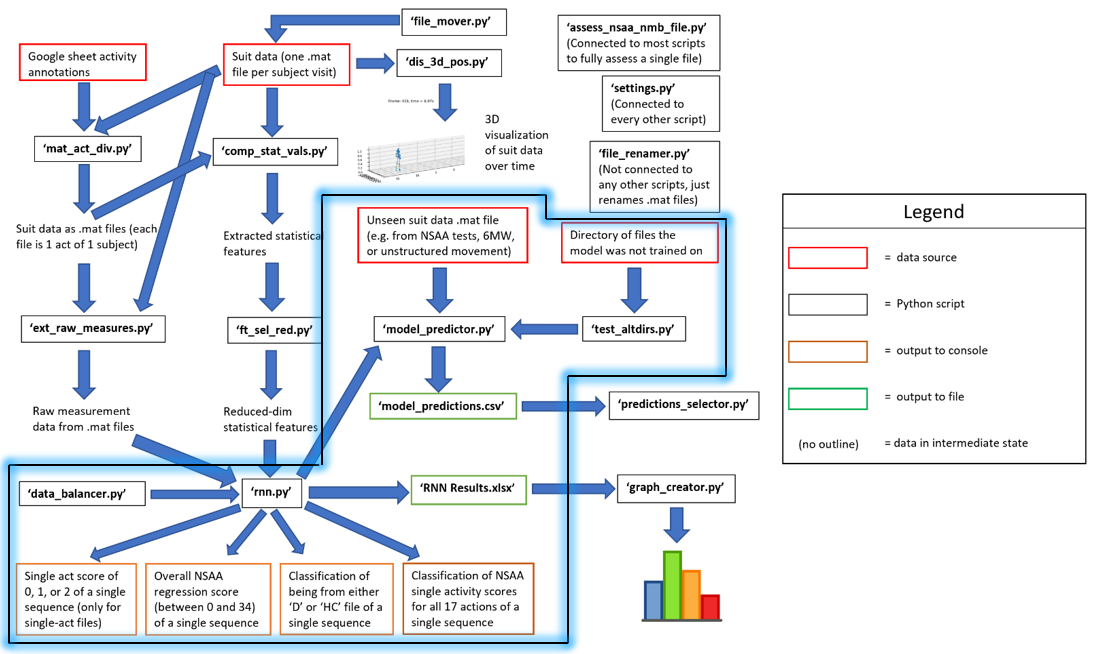 'file_mover.py'
'assess_nsaa_nmb_file.py'
(Connected to most scripts
to fully assess a single file)
Google sheet activity
annotations
Suit data (one .mat
file per subject visit)
'dis_3d_pos.py'
'settings.py'
(Connected to
every other script)
3D
visualization
of suit data
over time
'mat_act_div.py'
'comp_stat_vals.py'
'file_renamer.py'
(Not connected to
any other scripts, just
renames .mat files)
Suit data as .mat files (each
file is 1 act of 1 subject)
Extracted statistical
features
Unseen suit data .mat file
(e.g. from NSAA tests, 6MW,
or unstructured movement)
Directory of files the
model was not trained on
'ext_raw_measures.py'
'ft_sel_red.py'
'model_predictor.py'
'test_altdirs.py'
Raw measurement
data from .mat files
Reduced-dim
statistical features
'model_predictions.csv'
'predictions_selector.py'
'data_balancer.py'
'rnn.py'
'RNN Results.xlsx'
'graph_creator.py'
Single act score of
0, 1, or 2 of a single
sequence (only for
single-act files)
Overall NSAA
regression score
(between 0 and 34)
of a single sequence
Classification of
being from either
'D' or 'HC' file of a
single sequence
Classification of NSAA
single activity scores
for all 17 actions of a
single sequence
Legend
= data source
= Python script
= output to console
= output to file
(no outline)
= data in intermediate state